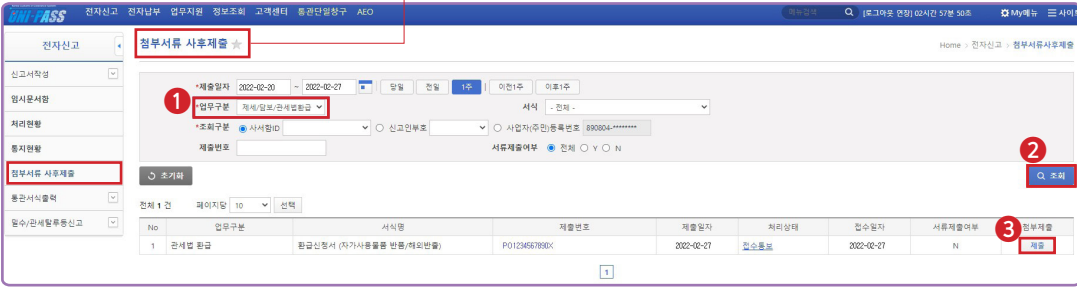 UNI-PASS 전자신고 전자납부 업무지원 정보조회 고객센터 통관단일창구 AEO 메뉴검색 [로그아웃 연장] 02시간 57분 50초 My메뉴 사이트
전자신고
첨부서류 사후제출
Home > 전자신고 > 첨부서류사후제출
신고서작성
임시문서함
처리현황
통지현황
첨부서류 사후제출
통관서식출력
밀수/관세탈루등신고
*제출일자 2022-02-20 ~ 2022-02-27 당일 전일 1주 이전1주 이후1주
1 *업무구분 제세/담보/관세법환급 서식 - 전체 -
*조회구분 사서함ID 신고인부호 사업자(주민)등록번호 890804-********
제출번호 서류제출여부 전체 Y N
2
초기화 조회
전체 1 건 페이지당 10 선택
3
No 업무구분 서식명 제출번호 제출일자 처리상태 접수일자 서류제출여부 첨부제출
1 관세법 환급 환급신청서 (자가사용물품 반품/해외반출) PO1234567890X 2022-02-27 접수통보 2022-02-27 N 제출
1